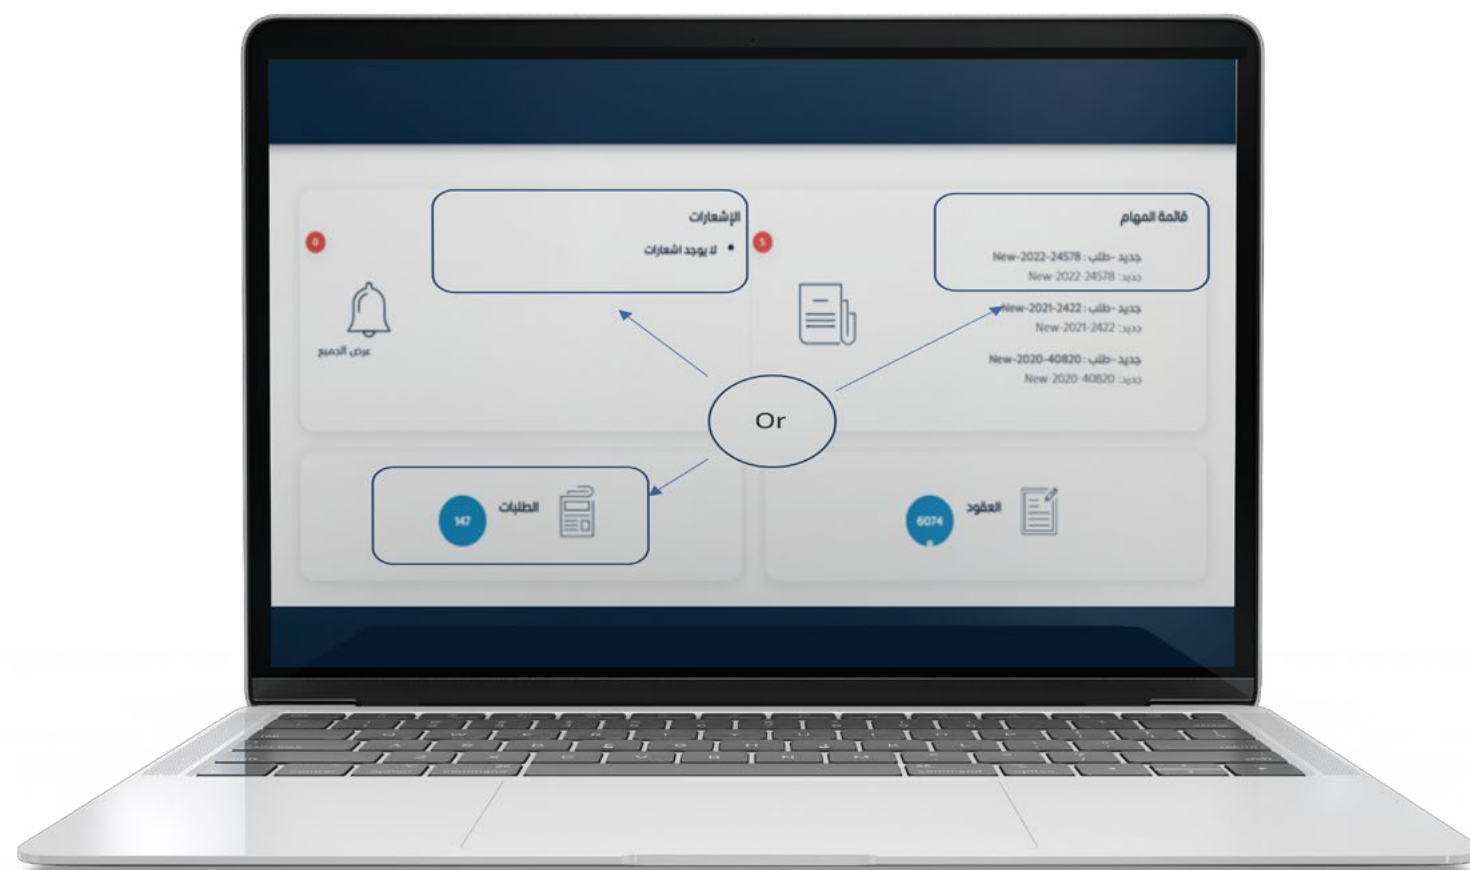 قائمة المهام
5
جديد -طلب : New-2022-24578
جديد: New-2022-24578
جديد -طلب : New-2021-2422
جديد: New-2021-2422
جديد -طلب : New-2020-40820
جديد: New-2020-40820
الإشعارات
0
• لا يوجد اشعارات
عرض الجميع
Or
العقود
6074
الطلبات
147